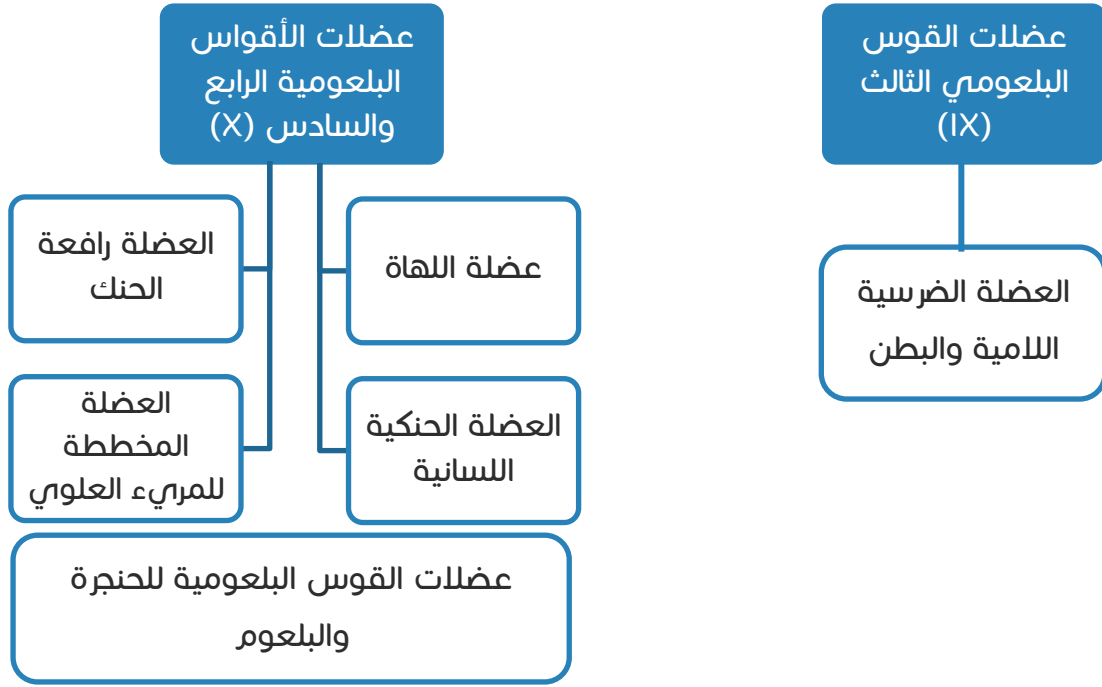 عضلات القوس
البلعومي الثالث
(IX)
العضلة الضرسية
اللامية والبطن
عضلات الأقواس
البلعومية الرابع
والسادس (X)
عضلة اللهاة
العضلة رافعة
الحنك
العضلة الحنكية
اللسانية
العضلة
المخططة
للمريء العلوي
عضلات القوس البلعومية للحنجرة
والبلعوم